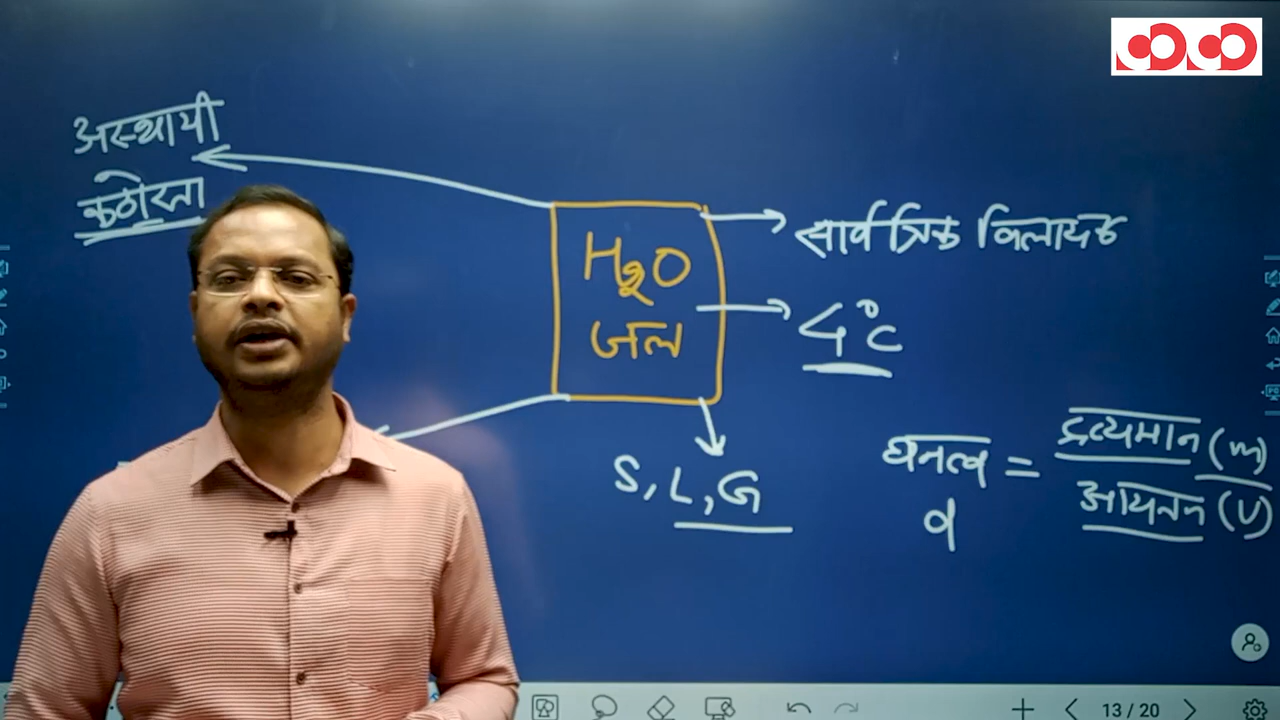 अस्थायी
कठोरता
H₂O
जल
सार्वत्रिक विलायक
4°C
S, L, G
घनत्व = द्रव्यमान (m)
आयतन (V)
13 / 20